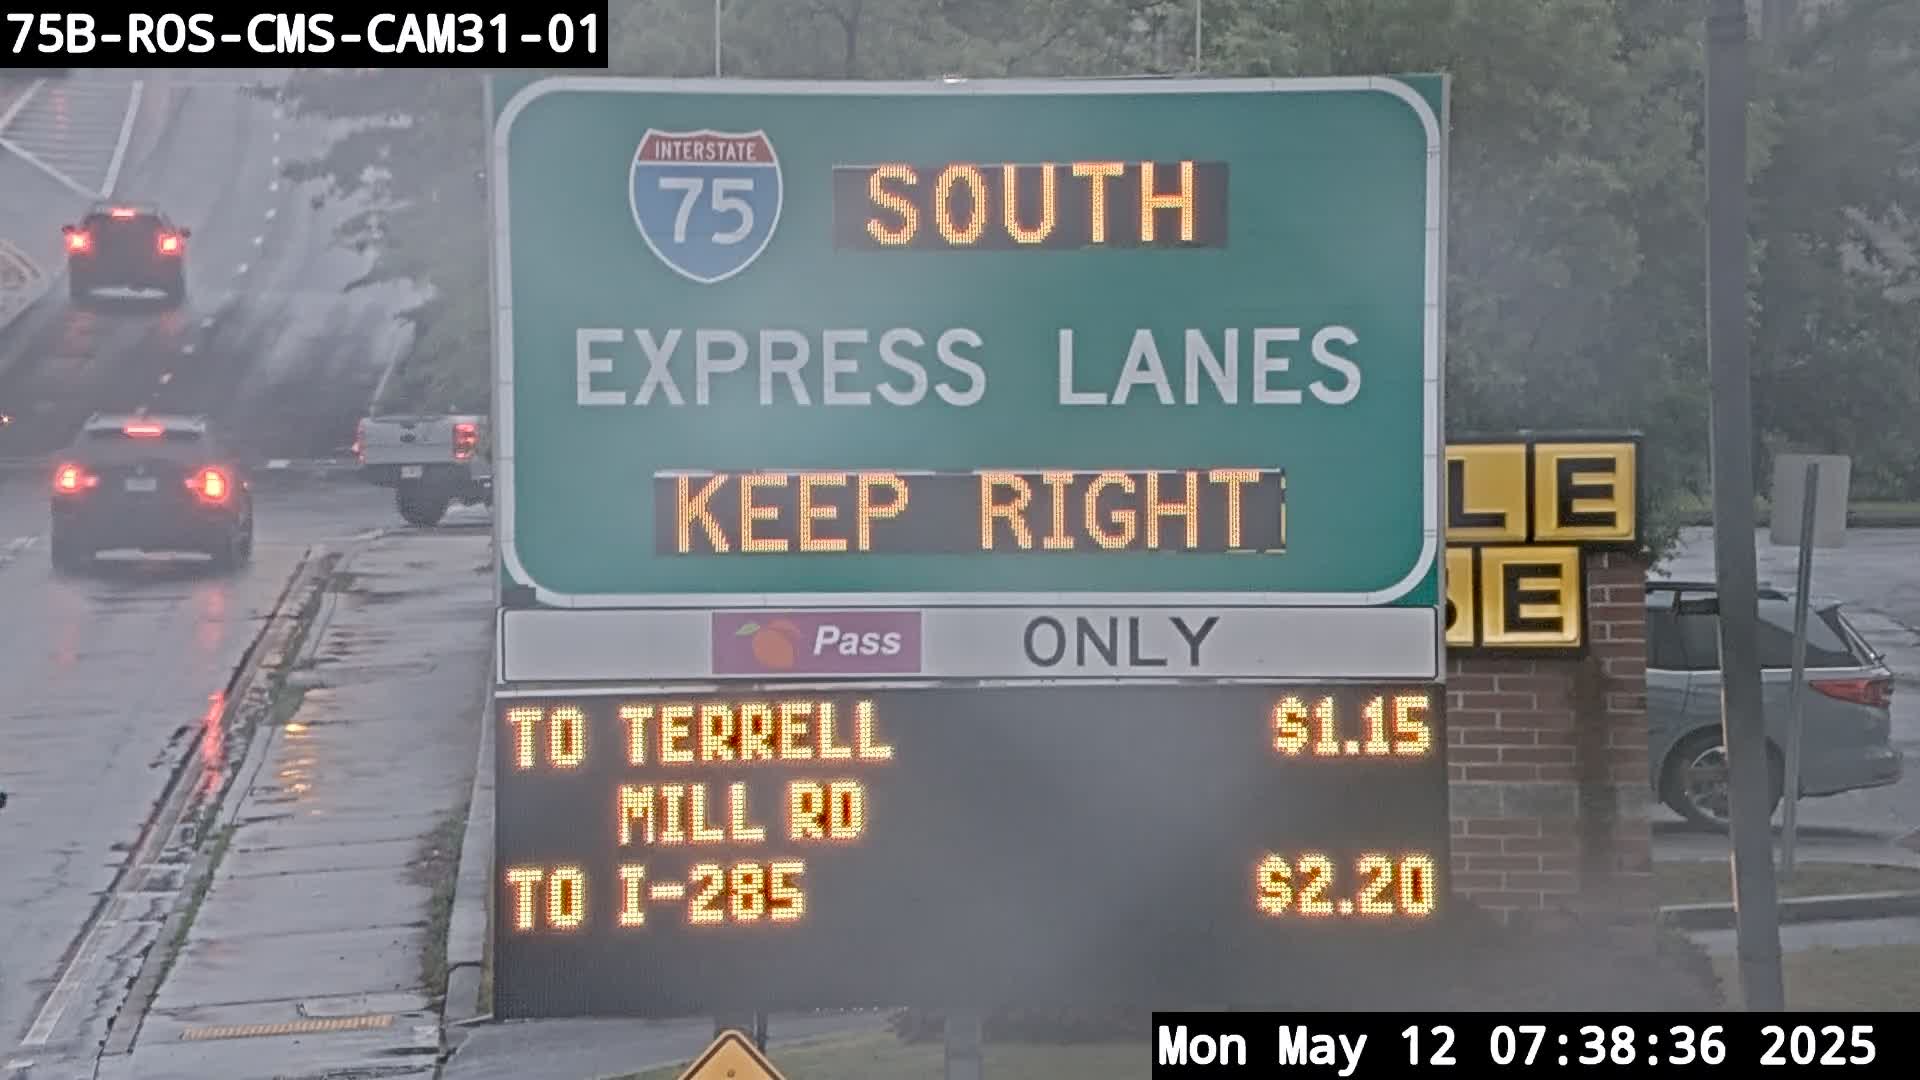 75B-ROS-CMS-CAM31-01
INTERSTATE
75
SOUTH
EXPRESS LANES
KEEP RIGHT
Pass ONLY
LE
E
TO TERRELL $1.15
MILL RD
TO I-285 $2.20
Mon May 12 07:38:36 2025